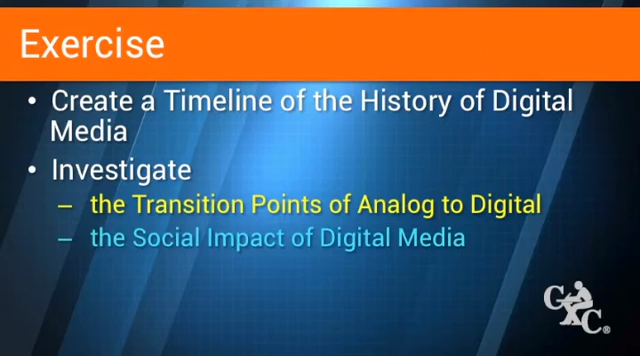 Exercise
• Create a Timeline of the History of Digital
Media
• Investigate
– the Transition Points of Analog to Digital
– the Social Impact of Digital Media
CXC®